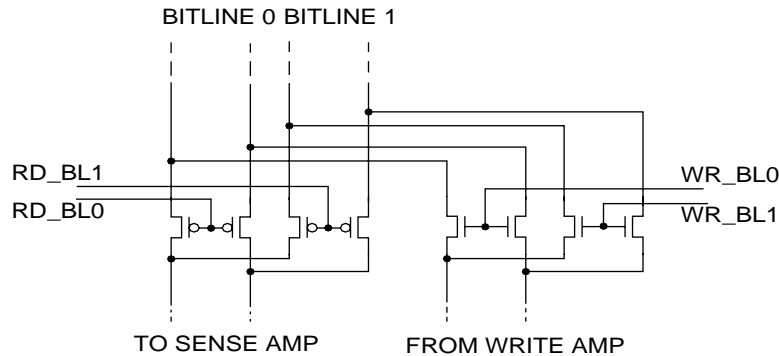 BITLINE 0 BITLINE 1
RD_BL1
WR_BL0
RD_BL0
WR_BL1
TO SENSE AMP
FROM WRITE AMP